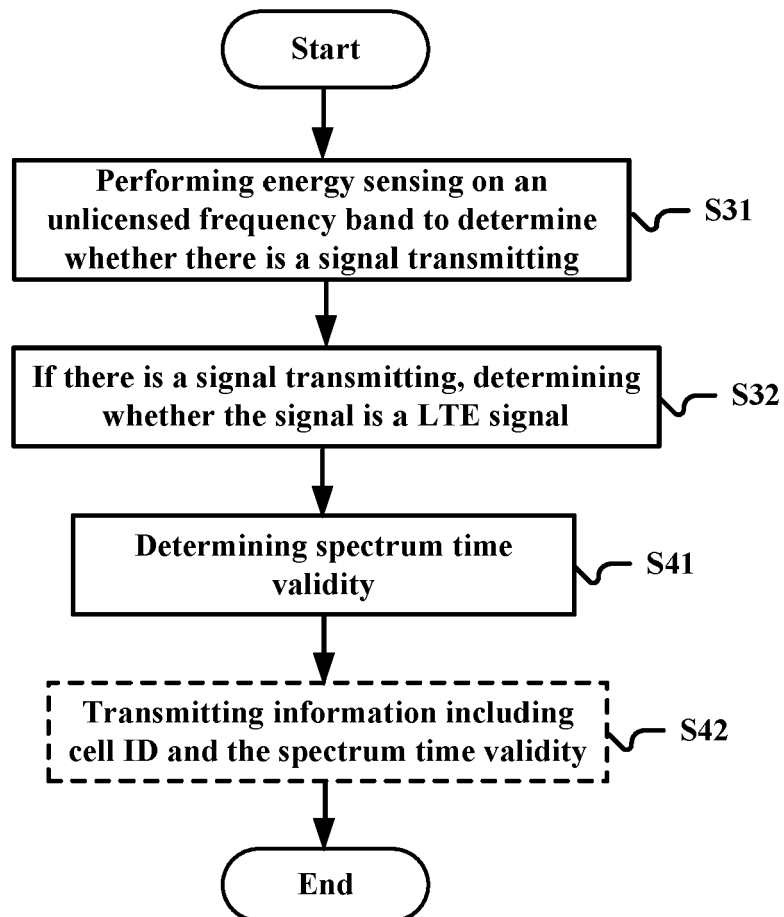 Start
Performing energy sensing on an
unlicensed frequency band to determine
whether there is a signal transmitting
S31
If there is a signal transmitting, determining
whether the signal is a LTE signal
S32
Determining spectrum time
validity
S41
Transmitting information including
cell ID and the spectrum time validity
S42
End